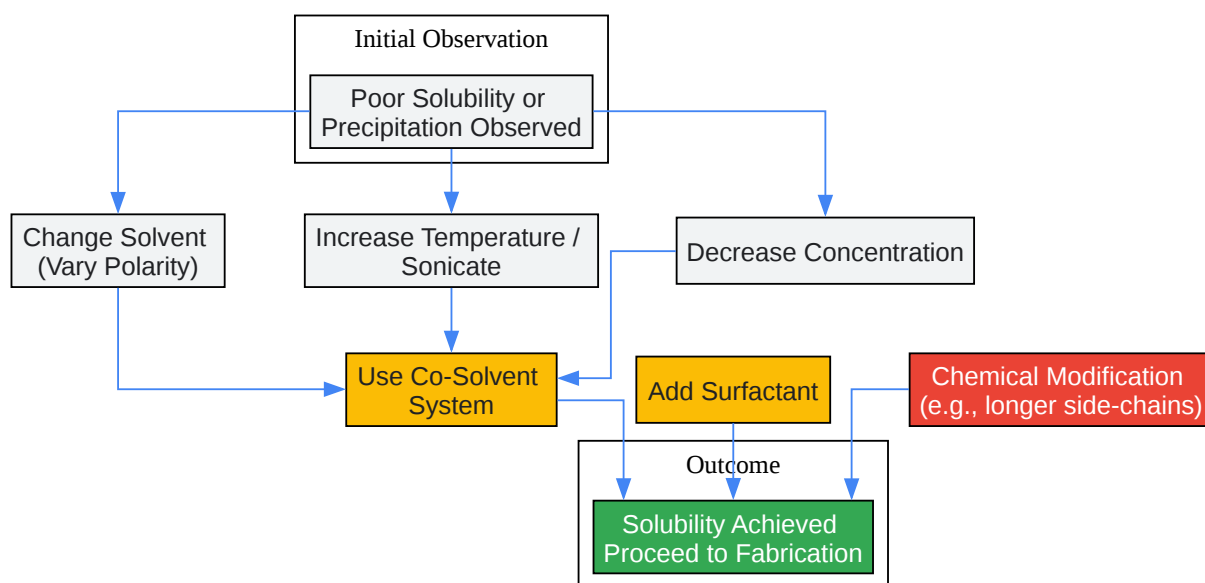 Initial Observation
Poor Solubility or
Precipitation Observed
Change Solvent
(Vary Polarity)
Increase Temperature /
Sonicate
Decrease Concentration
Use Co-Solvent
System
Add Surfactant
Chemical Modification
(e.g., longer side-chains)
Outcome
Solubility Achieved
Proceed to Fabrication